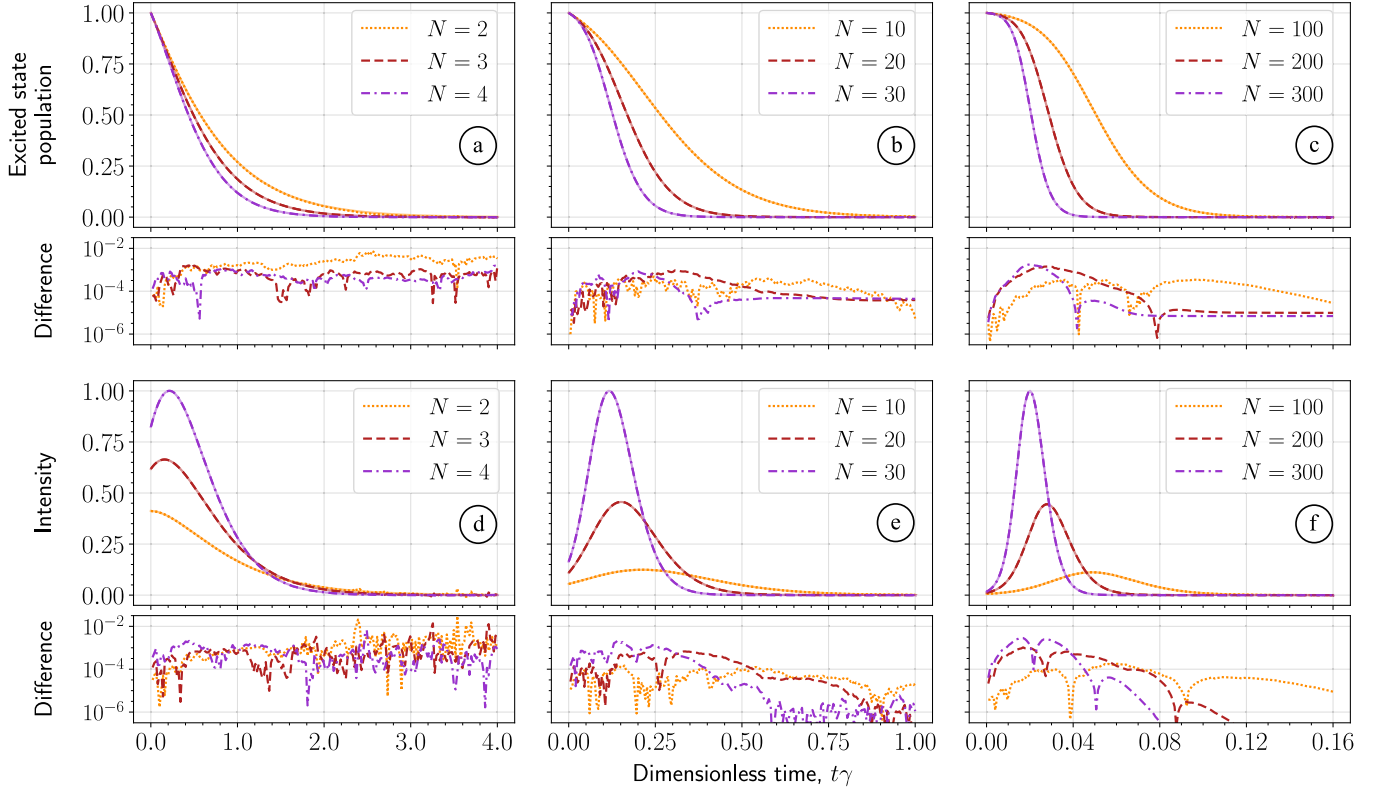 Excited state
population
1.00
0.75
0.50
0.25
0.00
N = 2
N = 3
N = 4
a
N = 10
N = 20
N = 30
b
N = 100
N = 200
N = 300
c
Difference
10⁻²
10⁻⁴
10⁻⁶
Intensity
1.00
0.75
0.50
0.25
0.00
N = 2
N = 3
N = 4
d
N = 10
N = 20
N = 30
e
N = 100
N = 200
N = 300
f
Difference
10⁻²
10⁻⁴
10⁻⁶
0.0 1.0 2.0 3.0 4.0
0.00 0.25 0.50 0.75 1.00
0.00 0.04 0.08 0.12 0.16
Dimensionless time, tγ